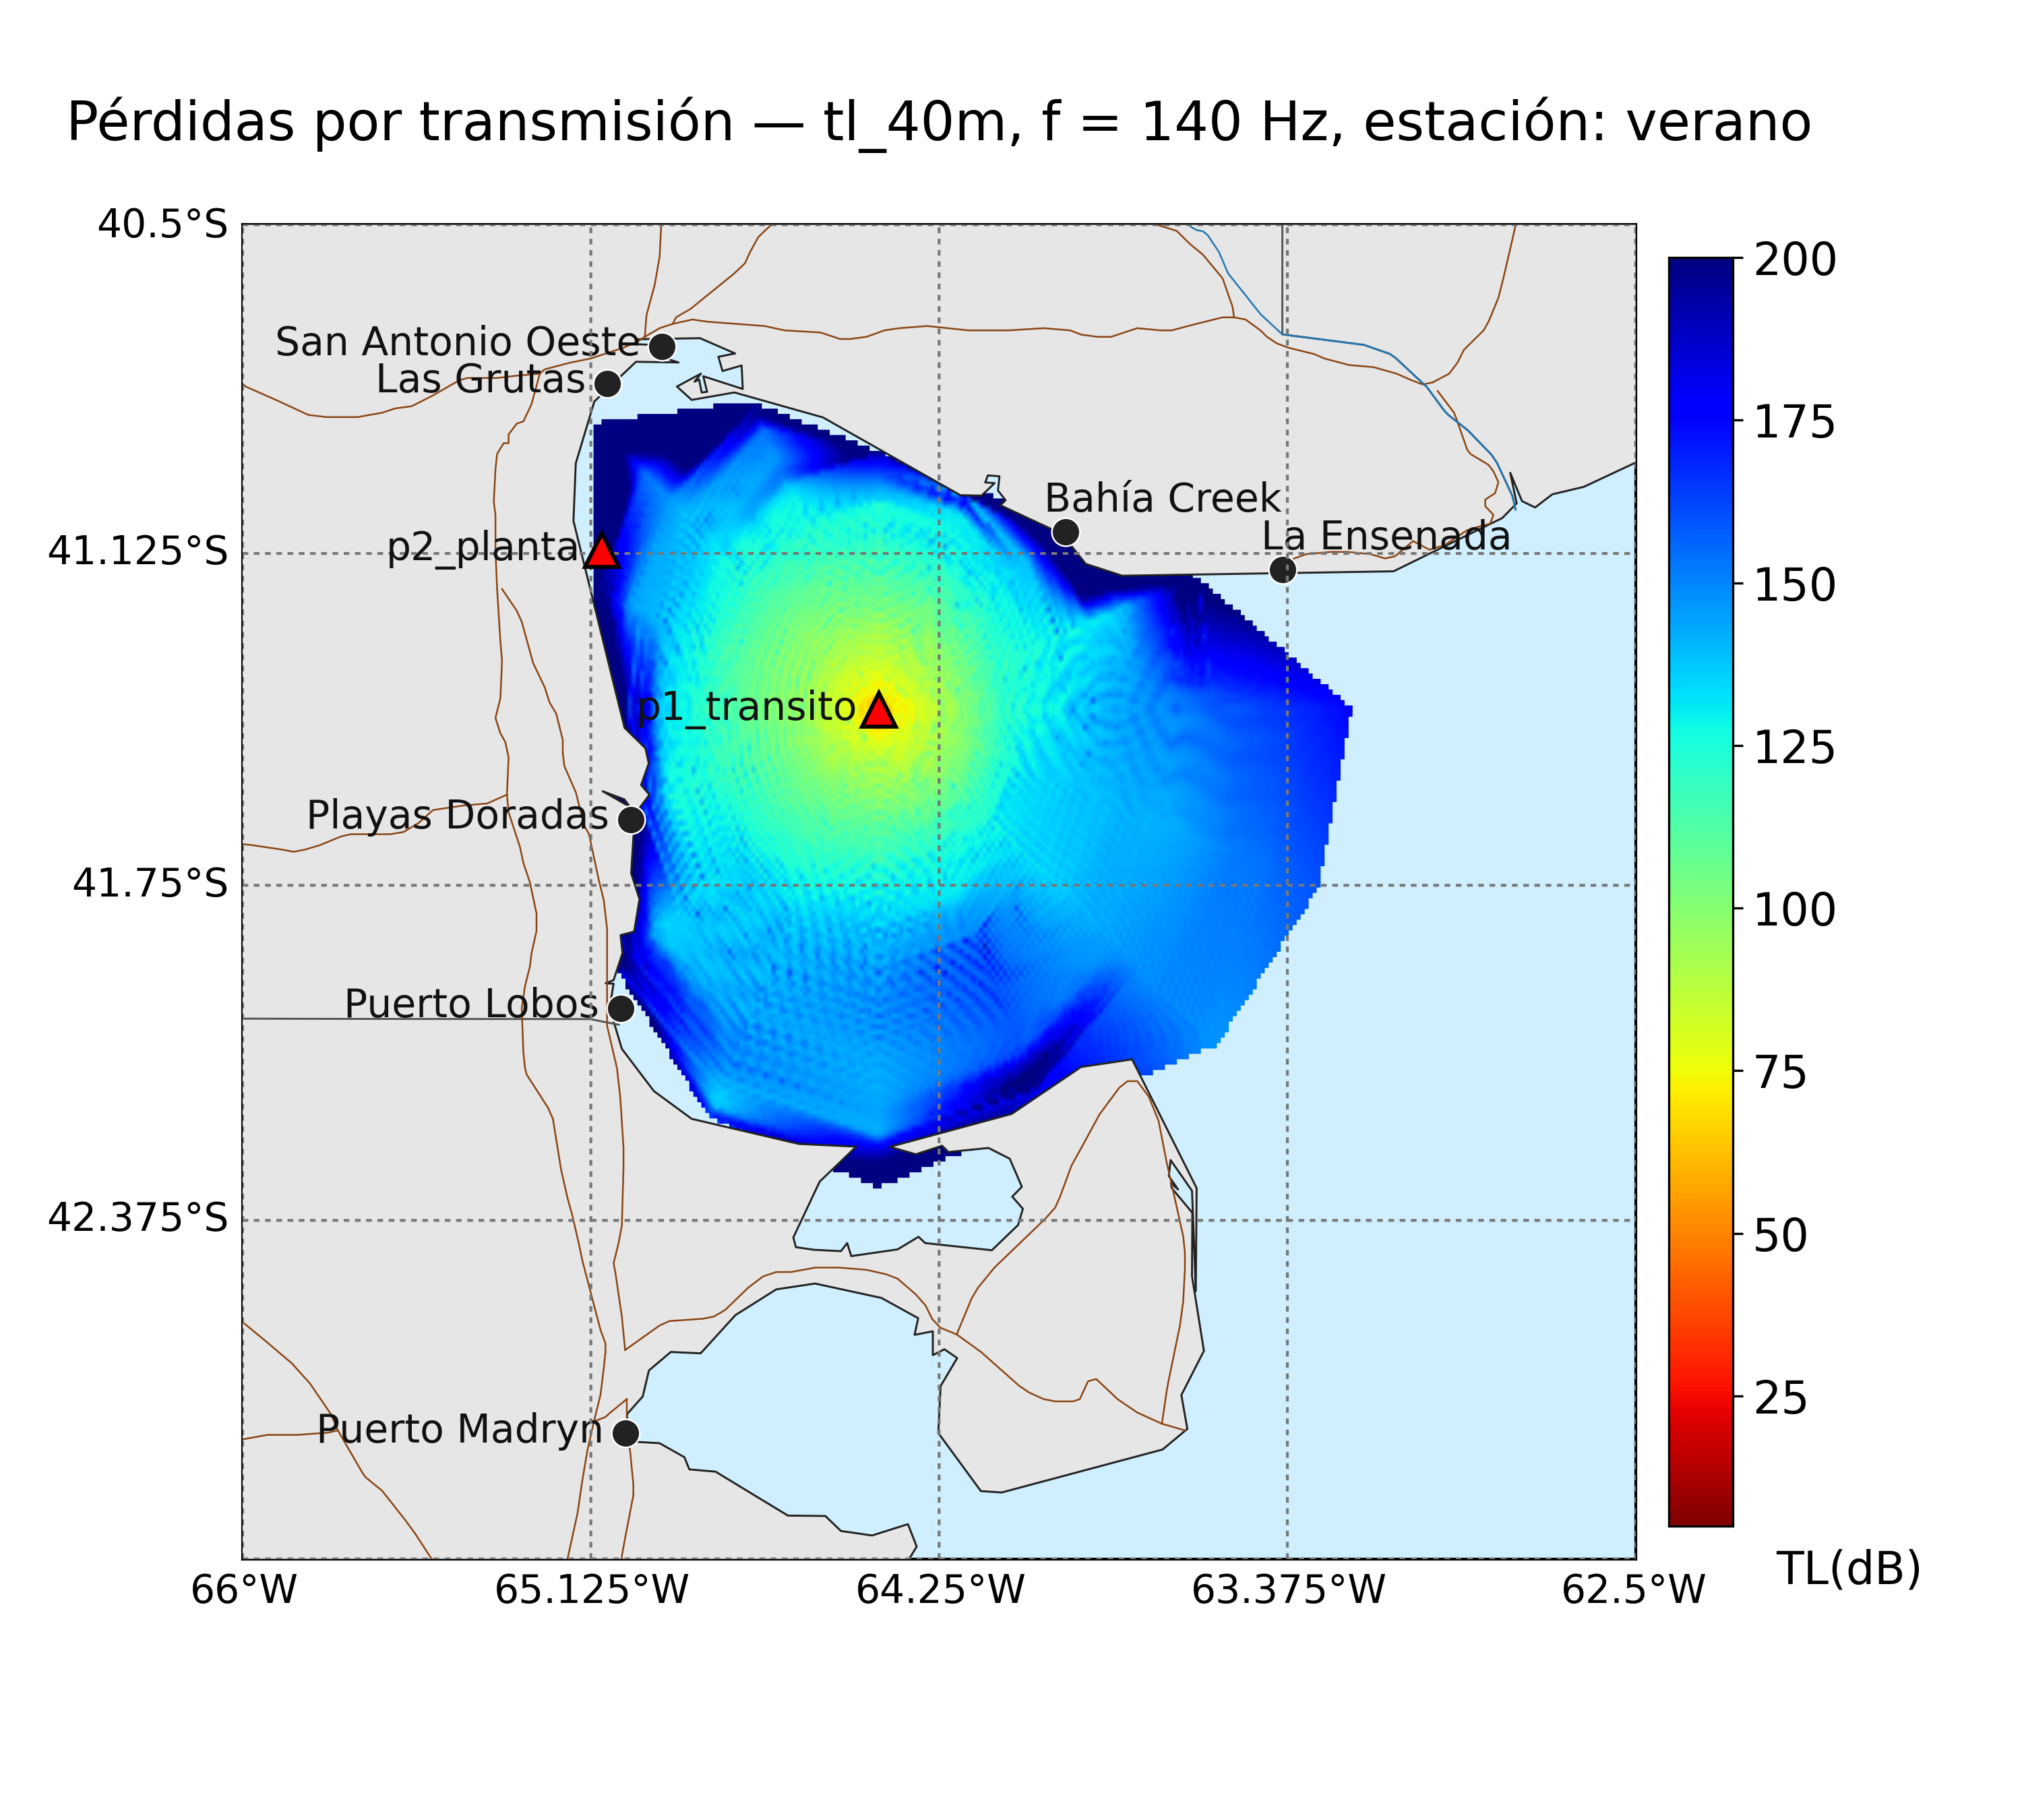 Pérdidas por transmisión — tl_40m, f = 140 Hz, estación: verano
40.5°S
200
San Antonio Oeste
Las Grutas
175
Bahía Creek
La Ensenada
p2_planta
41.125°S
150
p1_transito
125
Playas Doradas
41.75°S
100
Puerto Lobos
75
42.375°S
50
25
Puerto Madryn
TL(dB)
66°W
65.125°W
64.25°W
63.375°W
62.5°W